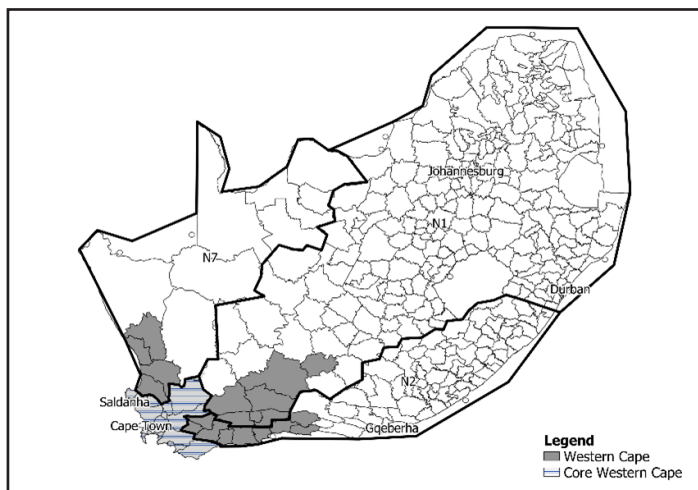 Johannesburg
N1
N7
Durban
N2
Saldanha
Cape Town
Gqeberha
Legend
Western Cape
Core Western Cape